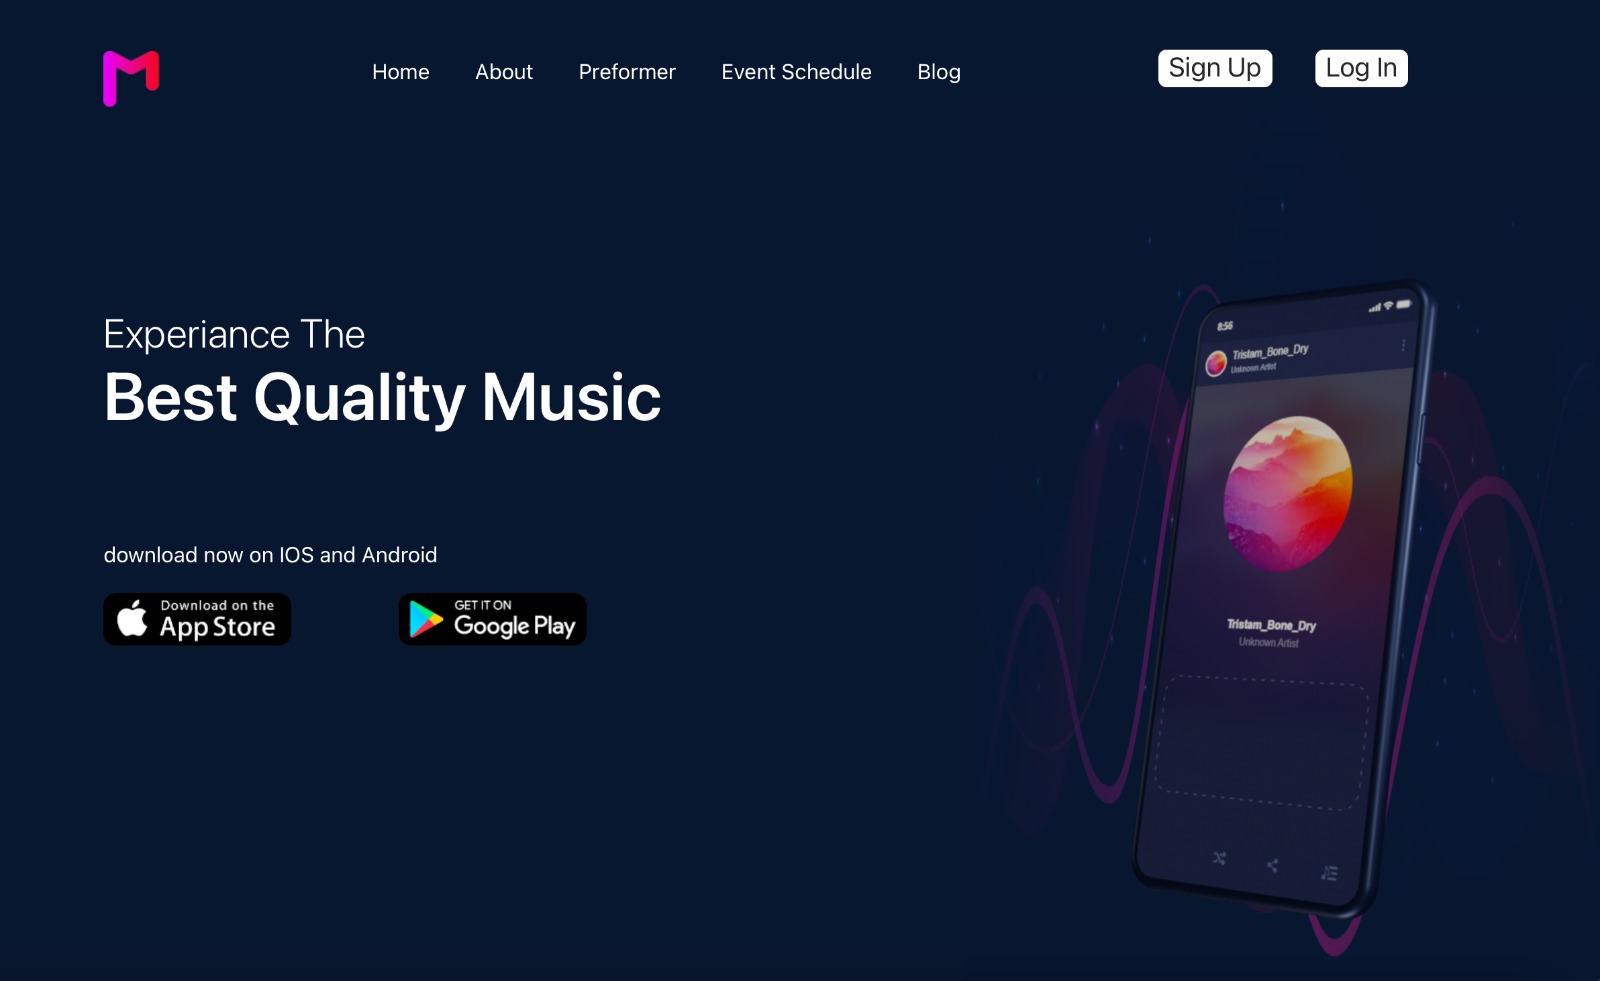 Home About Preformer Event Schedule Blog Sign Up Log In
Experiance The
Best Quality Music
download now on IOS and Android
Download on the
App Store
GET IT ON
Google Play
8:56
Tristam_Bone_Dry
Unknown Artist
Tristam_Bone_Dry
Unknown Artist